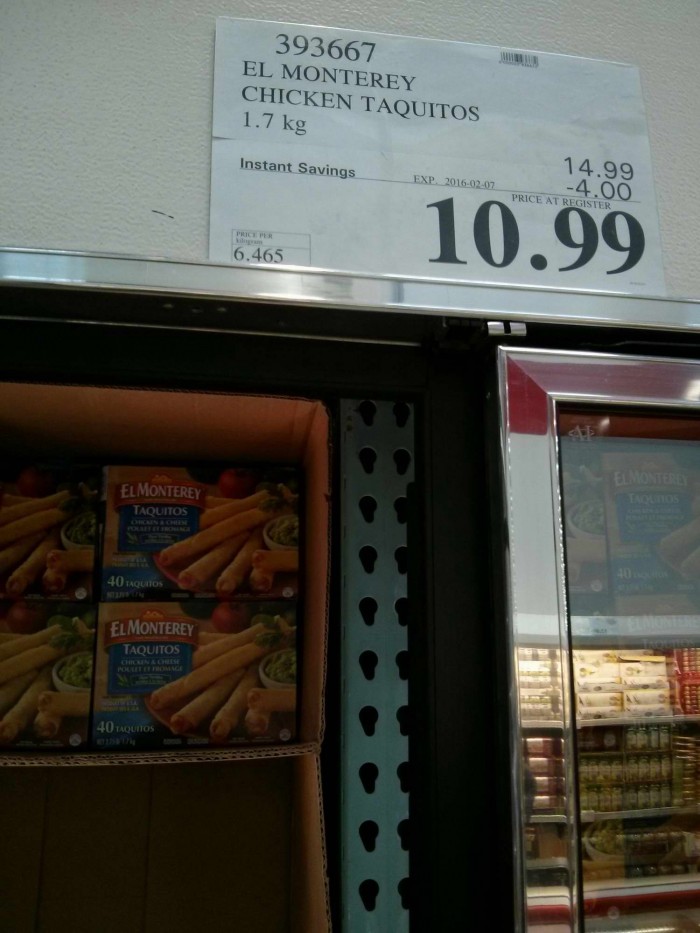 393667
EL MONTEREY
CHICKEN TAQUITOS
1.7 kg
Instant Savings
EXP. 2016-02-07
14.99
-4.00
PRICE AT REGISTER
10.99
PRICE PER
kilogram
6.465
EL MONTEREY
TAQUITOS
CHICKEN & CHEESE
POULET ET FROMAGE
40 TAQUITOS
EL MONTEREY
TAQUITOS
CHICKEN & CHEESE
POULET ET FROMAGE
40 TAQUITOS
EL MONTEREY
TAQUITOS
40